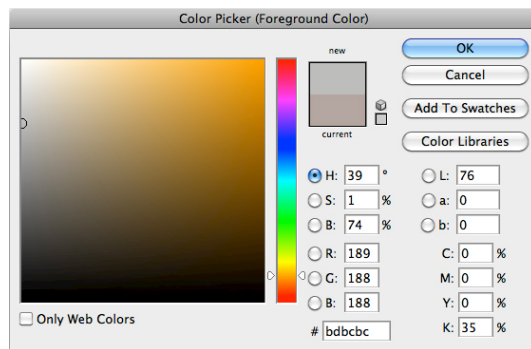 Color Picker (Foreground Color)
new
current
OK
Cancel
Add To Swatches
Color Libraries
H: 39 °
S: 1 %
B: 74 %
R: 189
G: 188
B: 188
# bdbcbc
L: 76
a: 0
b: 0
C: 0 %
M: 0 %
Y: 0 %
K: 35 %
Only Web Colors